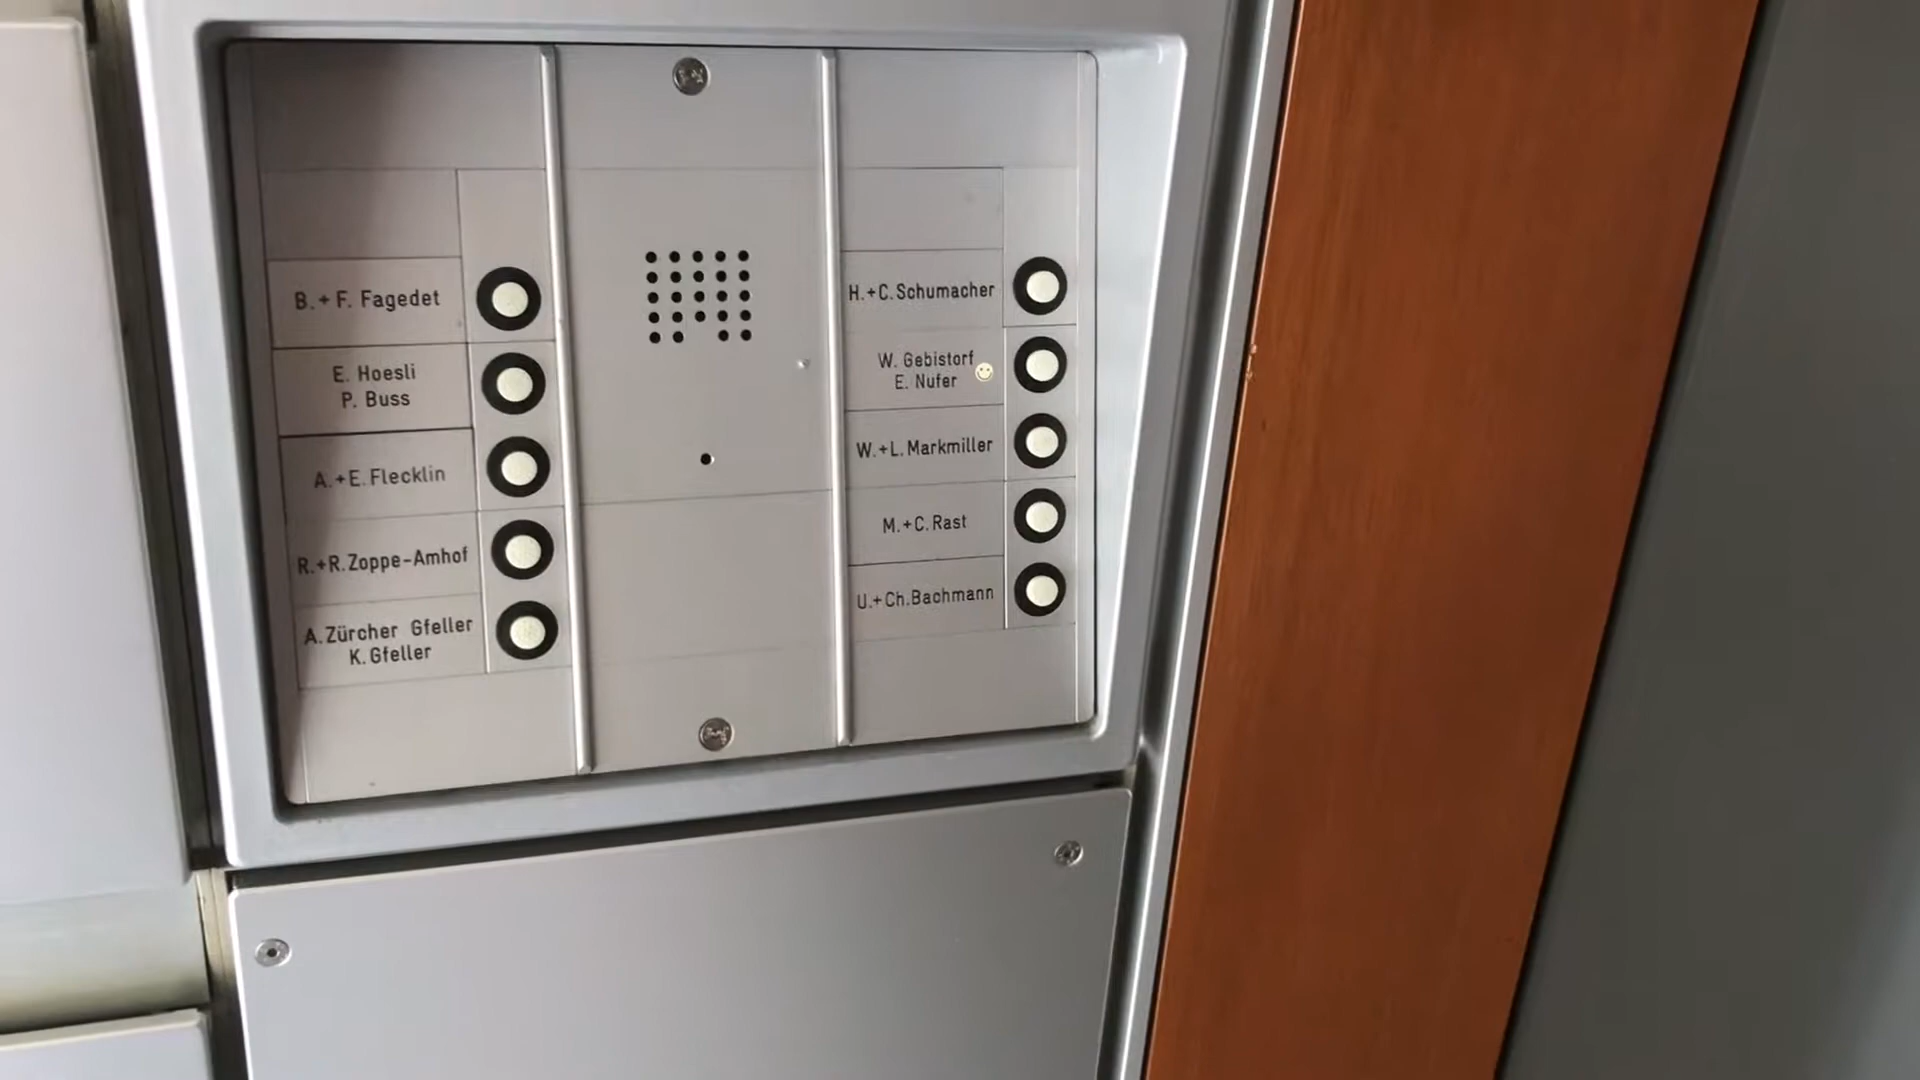 B.+F. Fagedet
E. Hoesli
P. Buss
A.+E.Flecklin
R.+R.Zoppe-Amhof
A.Zürcher Gfeller
K.Gfeller
H.+C.Schumacher
W. Gebistorf
E. Nufer
W.+L.Markmiller
M.+C.Rast
U.+Ch.Bachmann